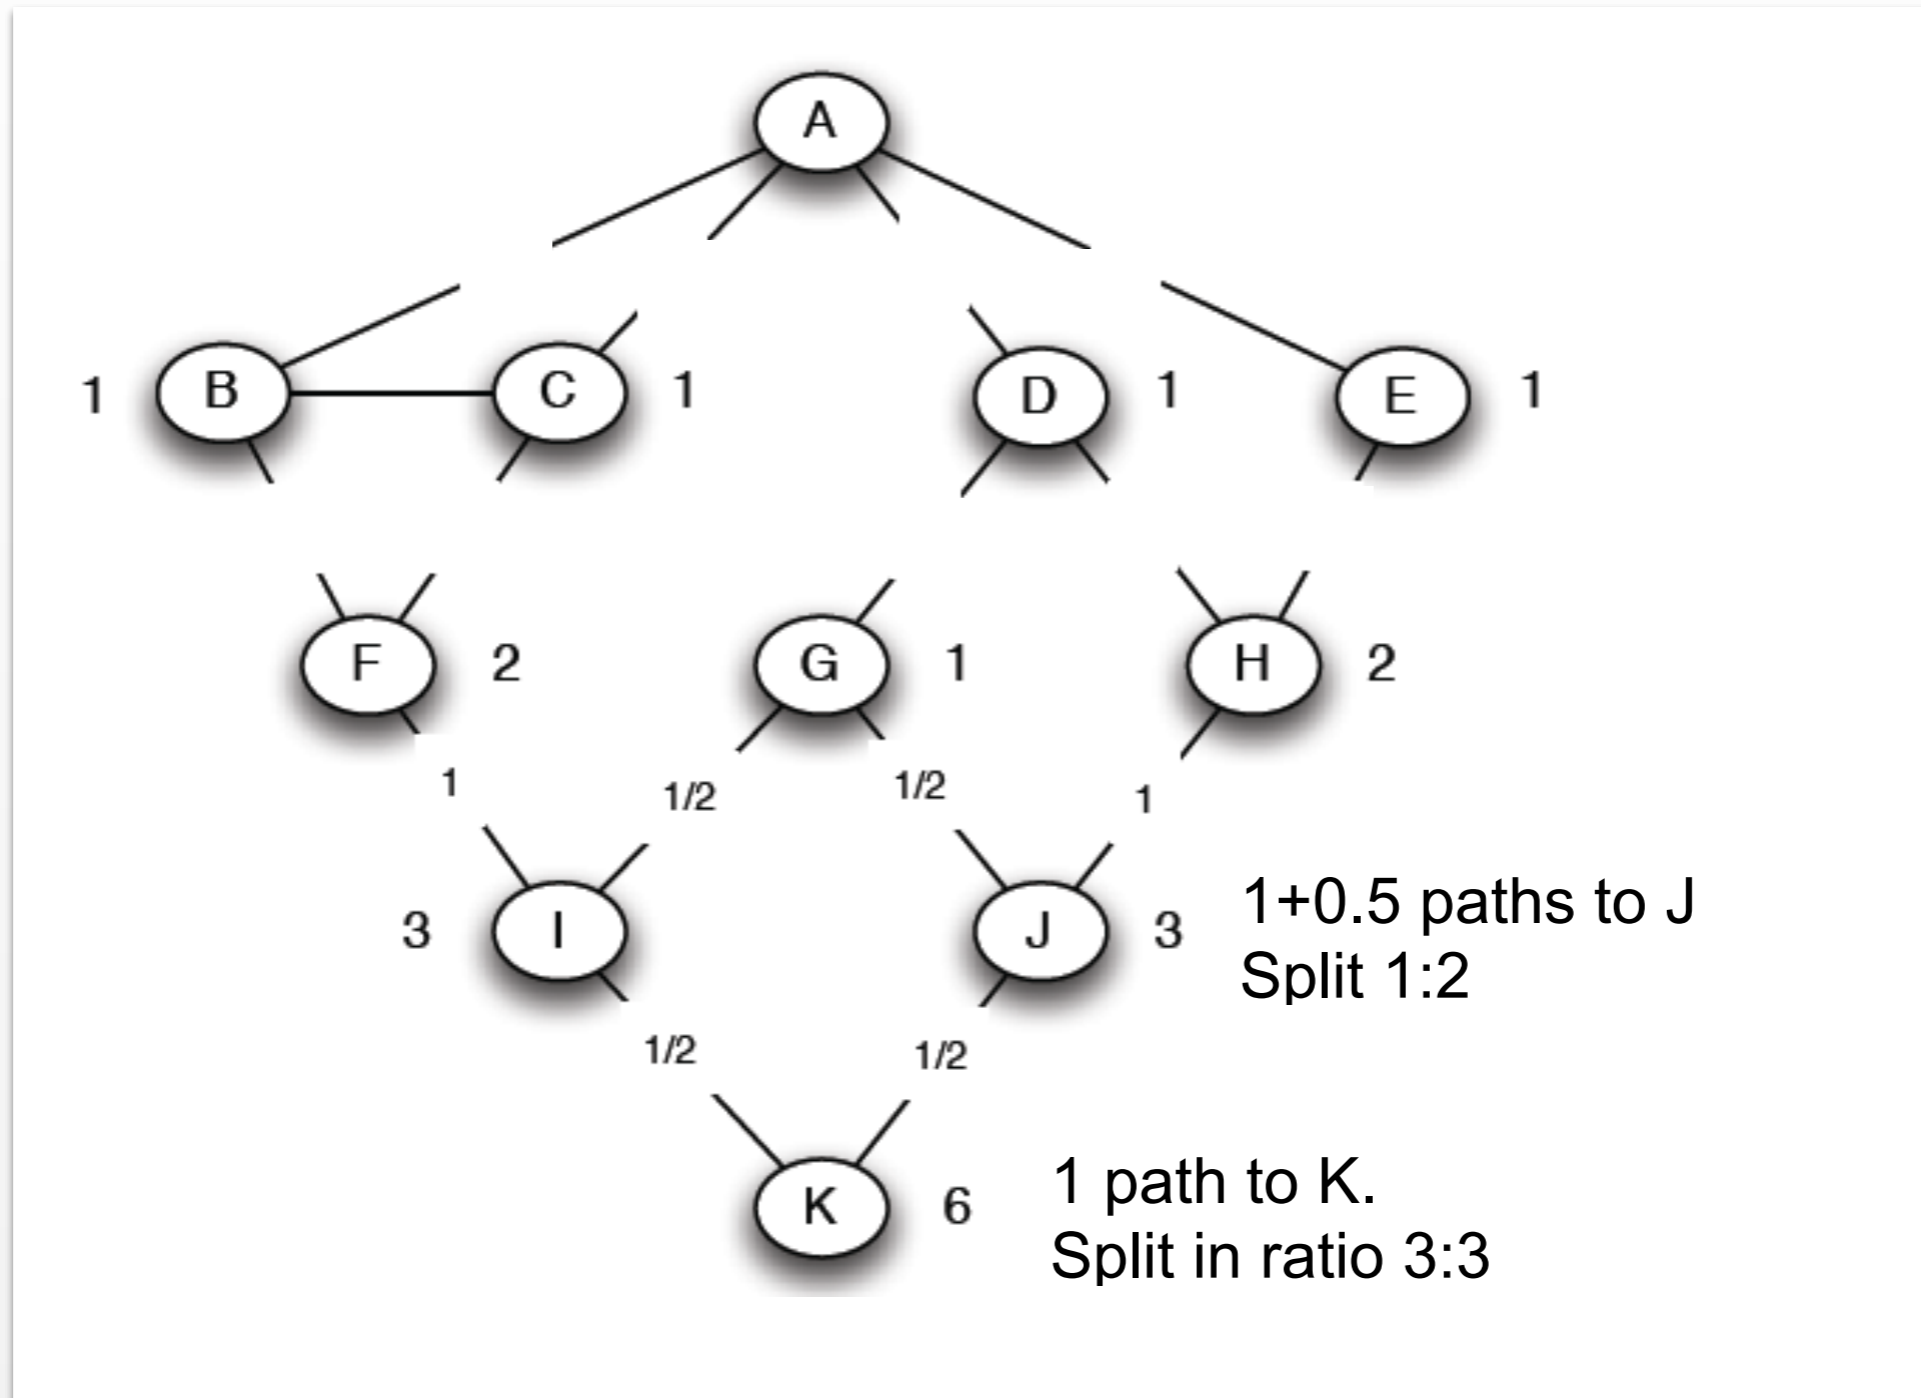 A
1 B C 1 D 1 E 1
F 2 G 1 H 2
1 1/2 1/2 1
3 I J 3 1+0.5 paths to J
Split 1:2
1/2 1/2
K 6 1 path to K.
Split in ratio 3:3